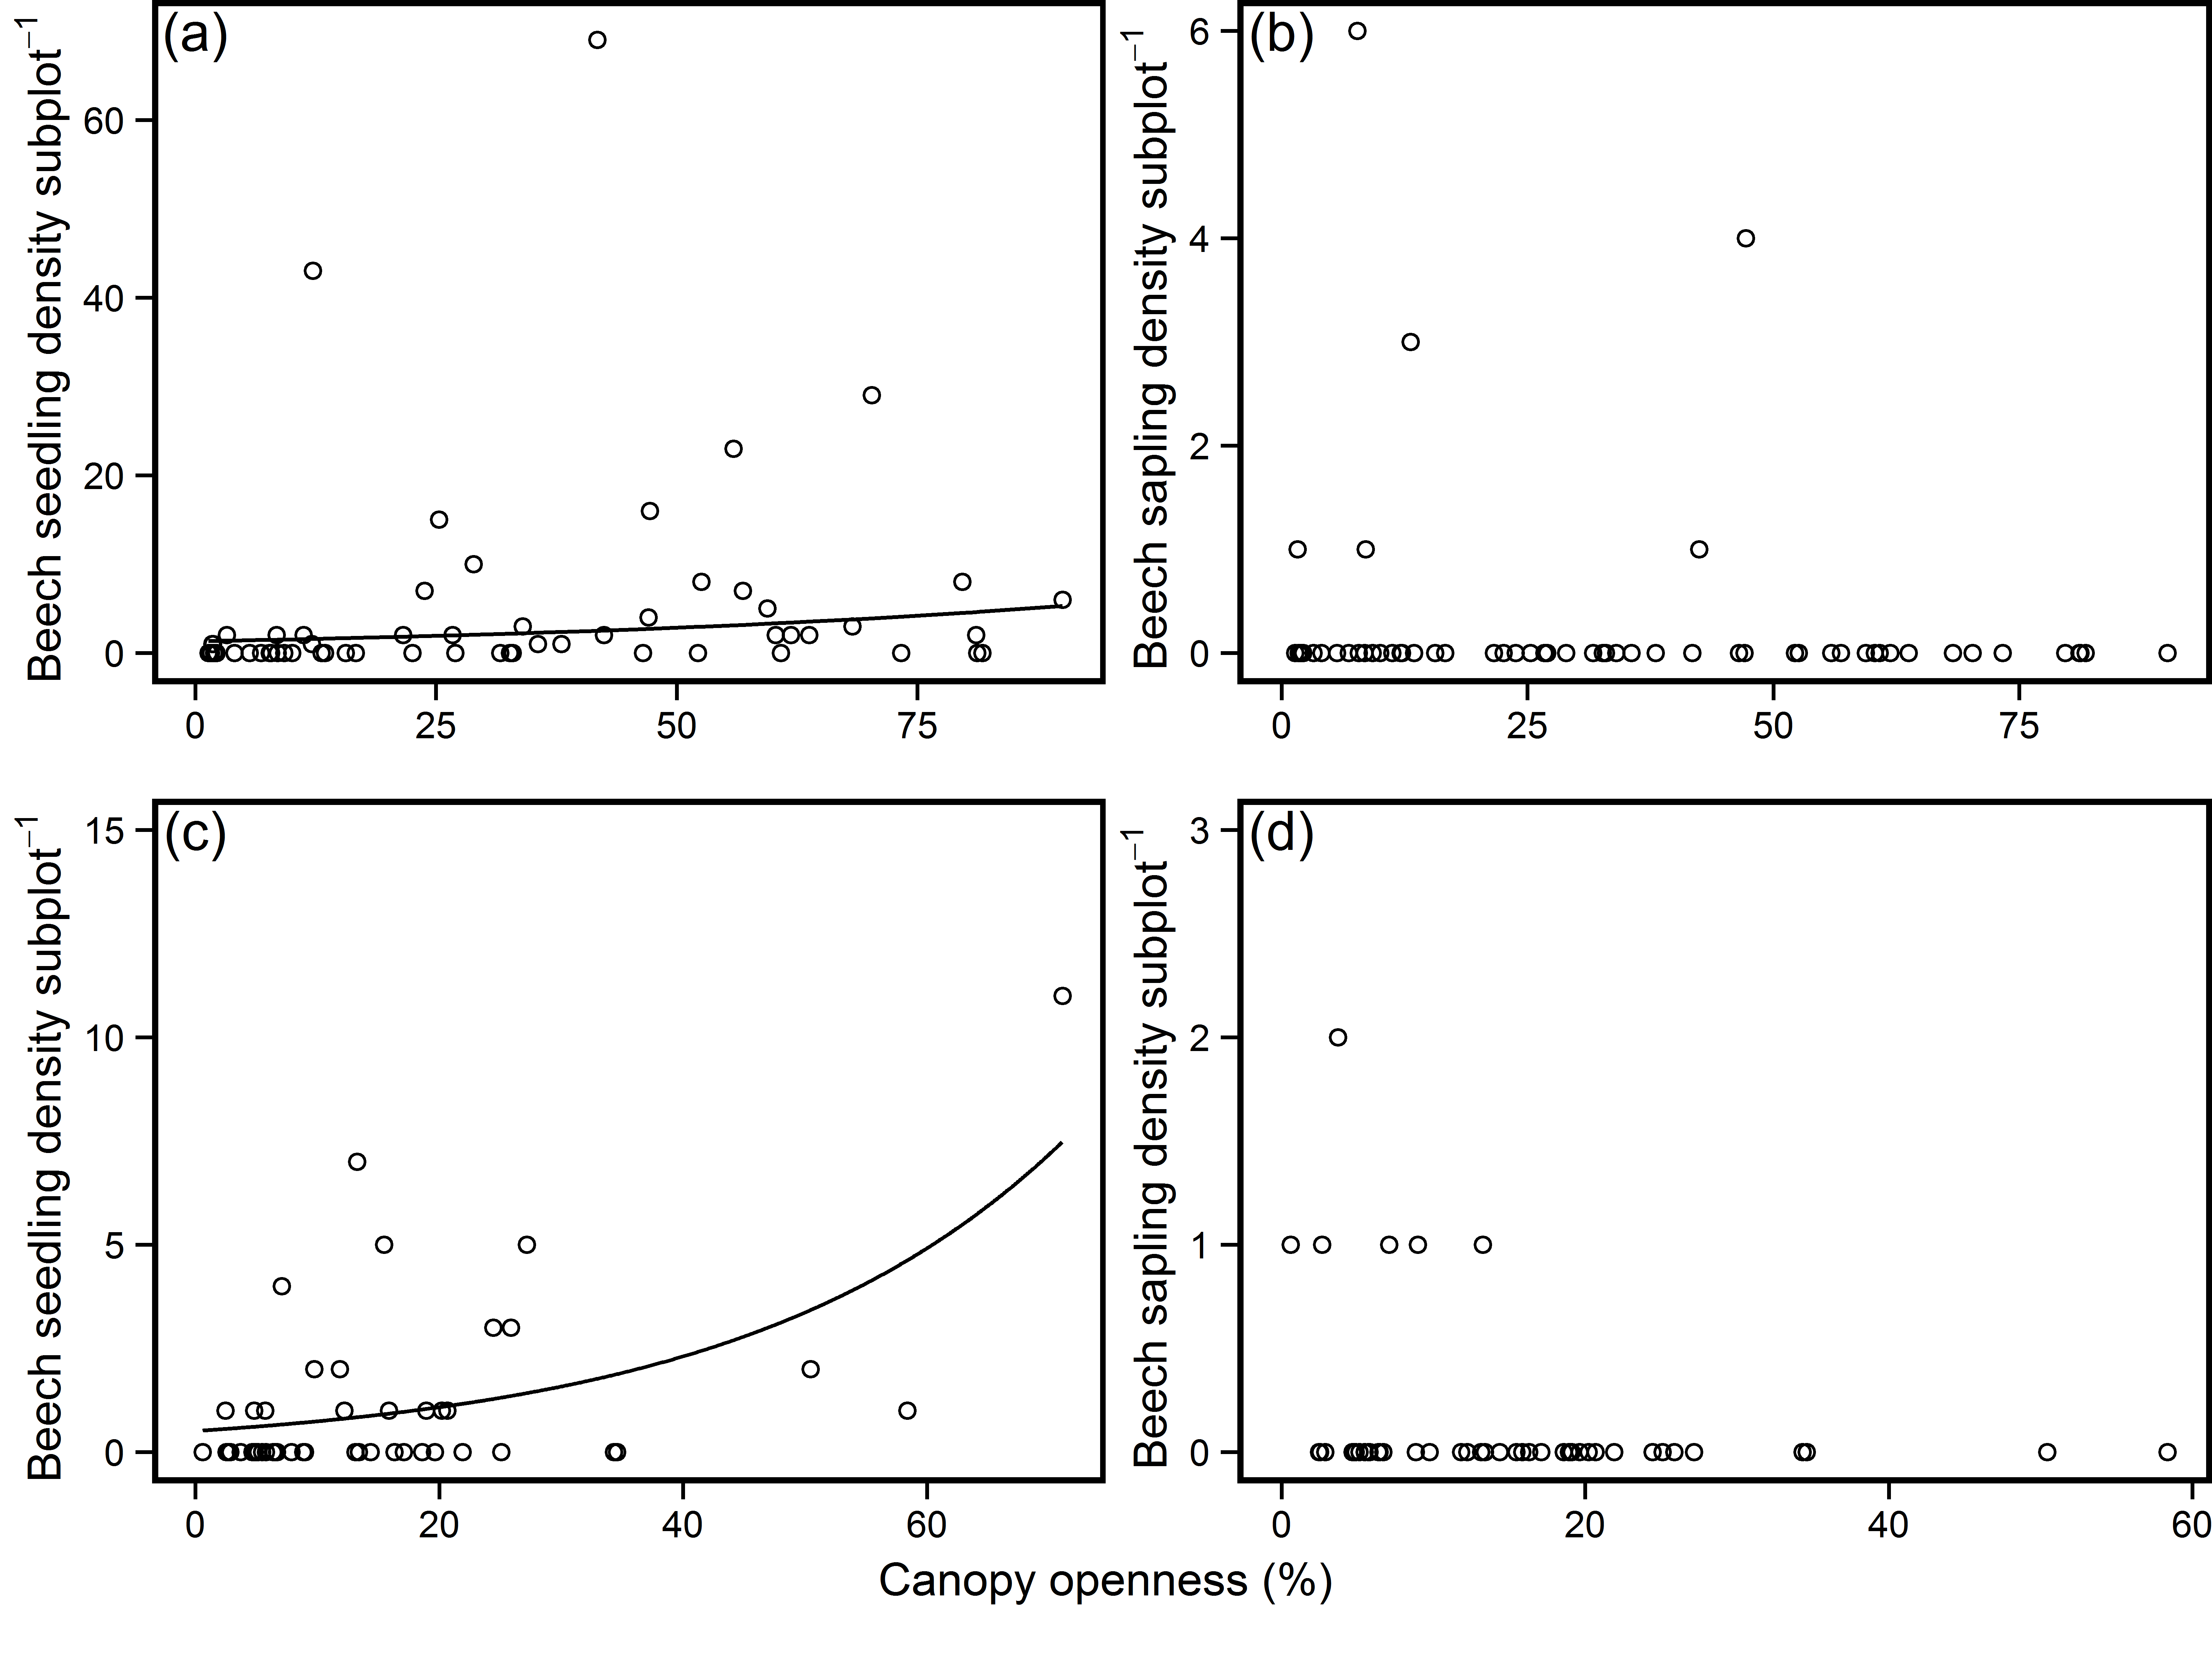 (a)
Beech seedling density subplot⁻¹
60
40
20
0
0 25 50 75
(b)
Beech sapling density subplot⁻¹
6
4
2
0
0 25 50 75
(c)
Beech seedling density subplot⁻¹
15
10
5
0
0 20 40 60
(d)
Beech sapling density subplot⁻¹
3
2
1
0
0 20 40 60
Canopy openness (%)